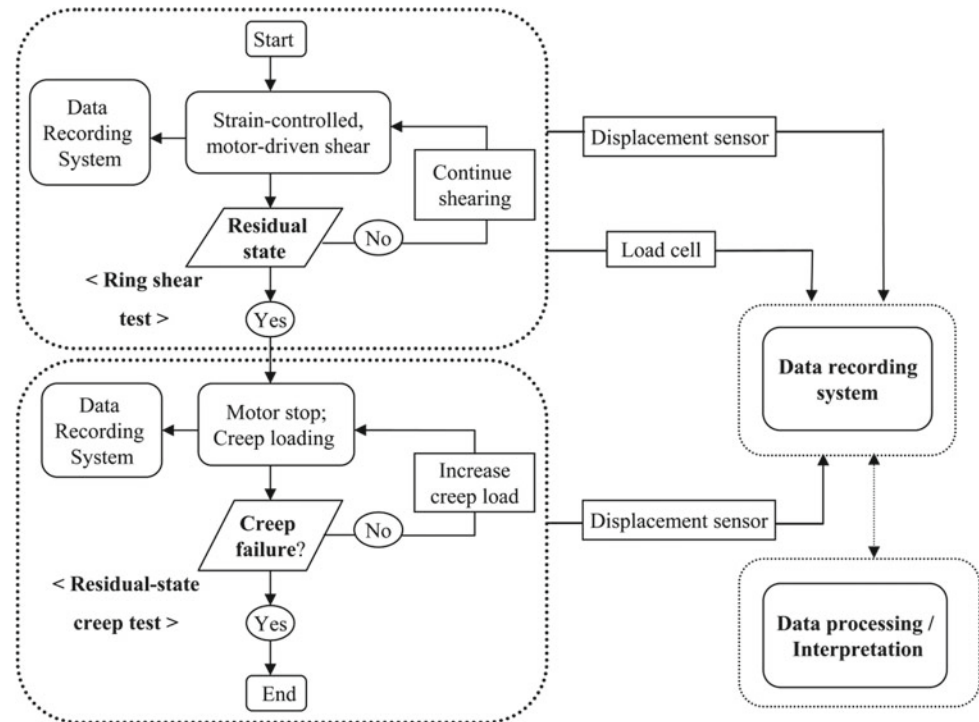 Start
Data
Recording
System
Strain-controlled,
motor-driven shear
Continue
shearing
Residual
state
No
< Ring shear
test >
Yes
Displacement sensor
Load cell
Data recording
system
Data
Recording
System
Motor stop;
Creep loading
Increase
creep load
Creep
failure?
No
< Residual-state
creep test >
Yes
End
Displacement sensor
Data processing /
Interpretation